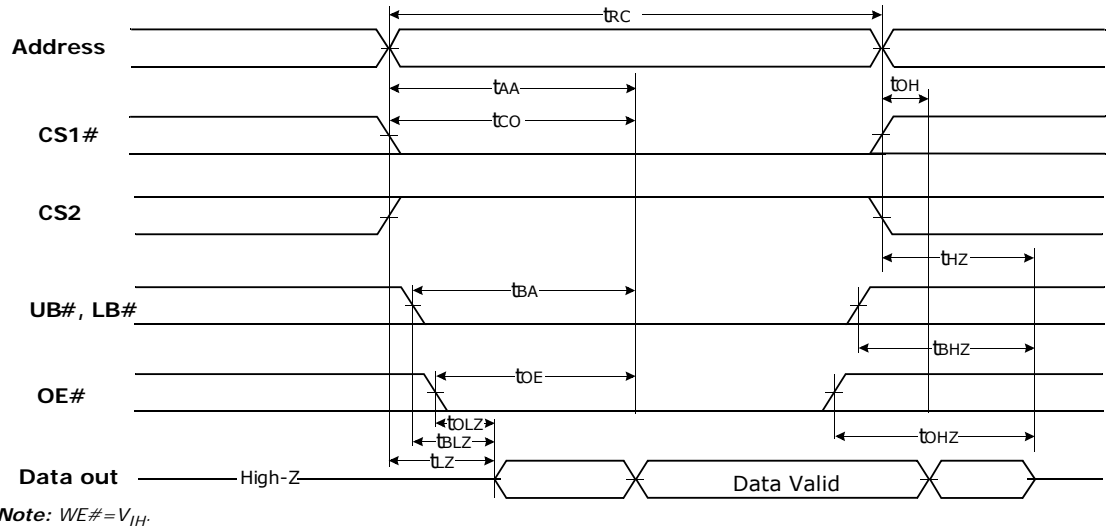 tRC
Address
tAA
tOH
tCO
CS1#
CS2
tHZ
tBA
UB#, LB#
tBHZ
tOE
OE#
tOLZ
tBLZ
tOHZ
tLZ
Data out
High-Z
Data Valid
Note: WE#=VIH.